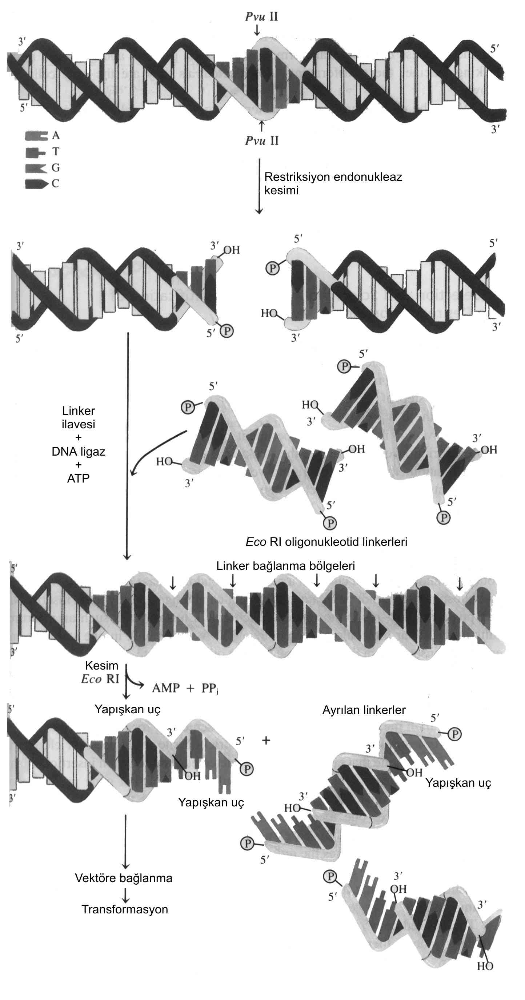 Pvu II
3′
5′
5′
3′
Pvu II
A
T
G
C
Restriksiyon endonukleaz
kesimi
3′
3′
OH
5′
5′
P
5′
5′
P
HO
3′
3′
5′
P
HO
3′
3′
OH
5′
P
5′
P
HO
3′
OH
3′
5′
P
Linker
ilavesi
+
DNA ligaz
+
ATP
Eco RI oligonukleotid linkerleri
Linker bağlanma bölgeleri
5′
3′
Kesim
Eco RI
AMP + PPi
Yapışkan uç
5′
3′
3′
5′
P
OH
Yapışkan uç
+
Ayrılan linkerler
5′
P
3′
OH
Yapışkan uç
3′
HO
P
5′
P
5′
3′
OH
3′
HO
Vektöre bağlanma
Transformasyon